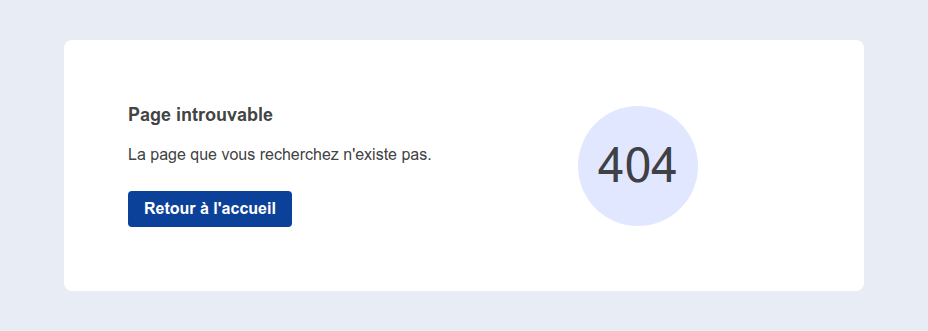 Page introuvable
La page que vous recherchez n'existe pas.
Retour à l'accueil
404